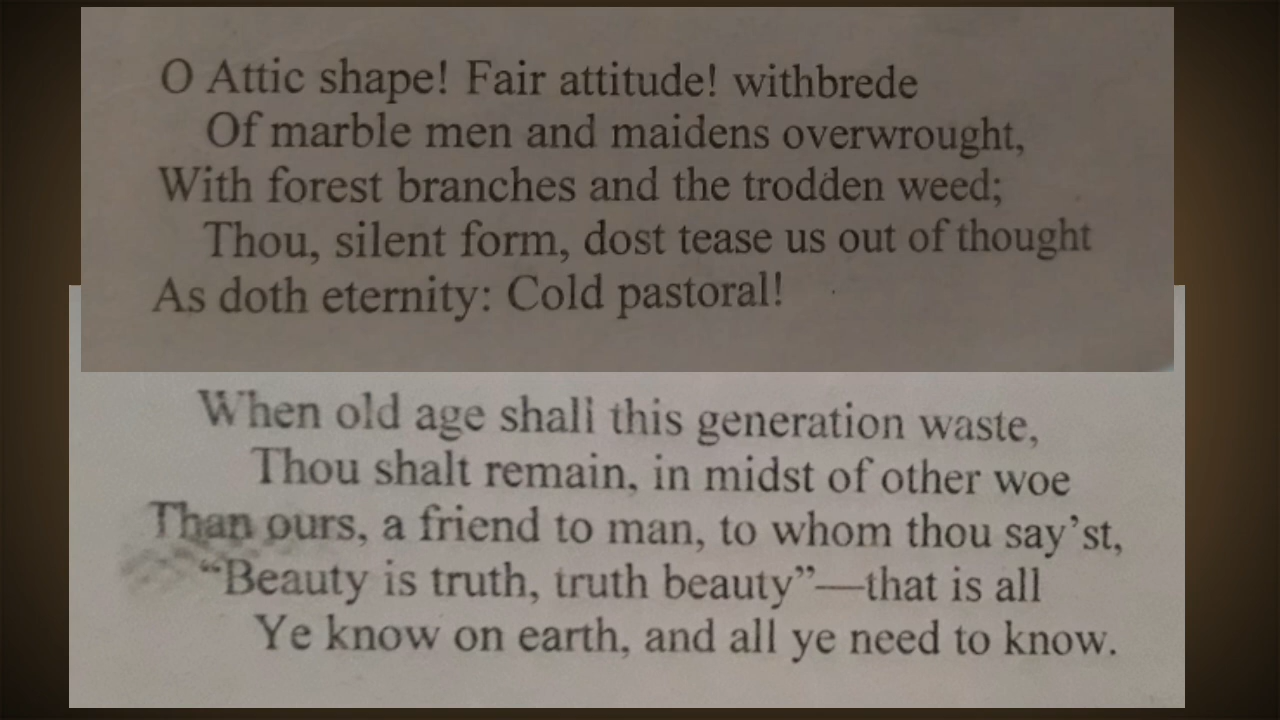 O Attic shape! Fair attitude! withbrede
Of marble men and maidens overwrought,
With forest branches and the trodden weed;
Thou, silent form, dost tease us out of thought
As doth eternity: Cold pastoral!
When old age shall this generation waste,
Thou shalt remain, in midst of other woe
Than ours, a friend to man, to whom thou say’st,
“Beauty is truth, truth beauty”—that is all
Ye know on earth, and all ye need to know.